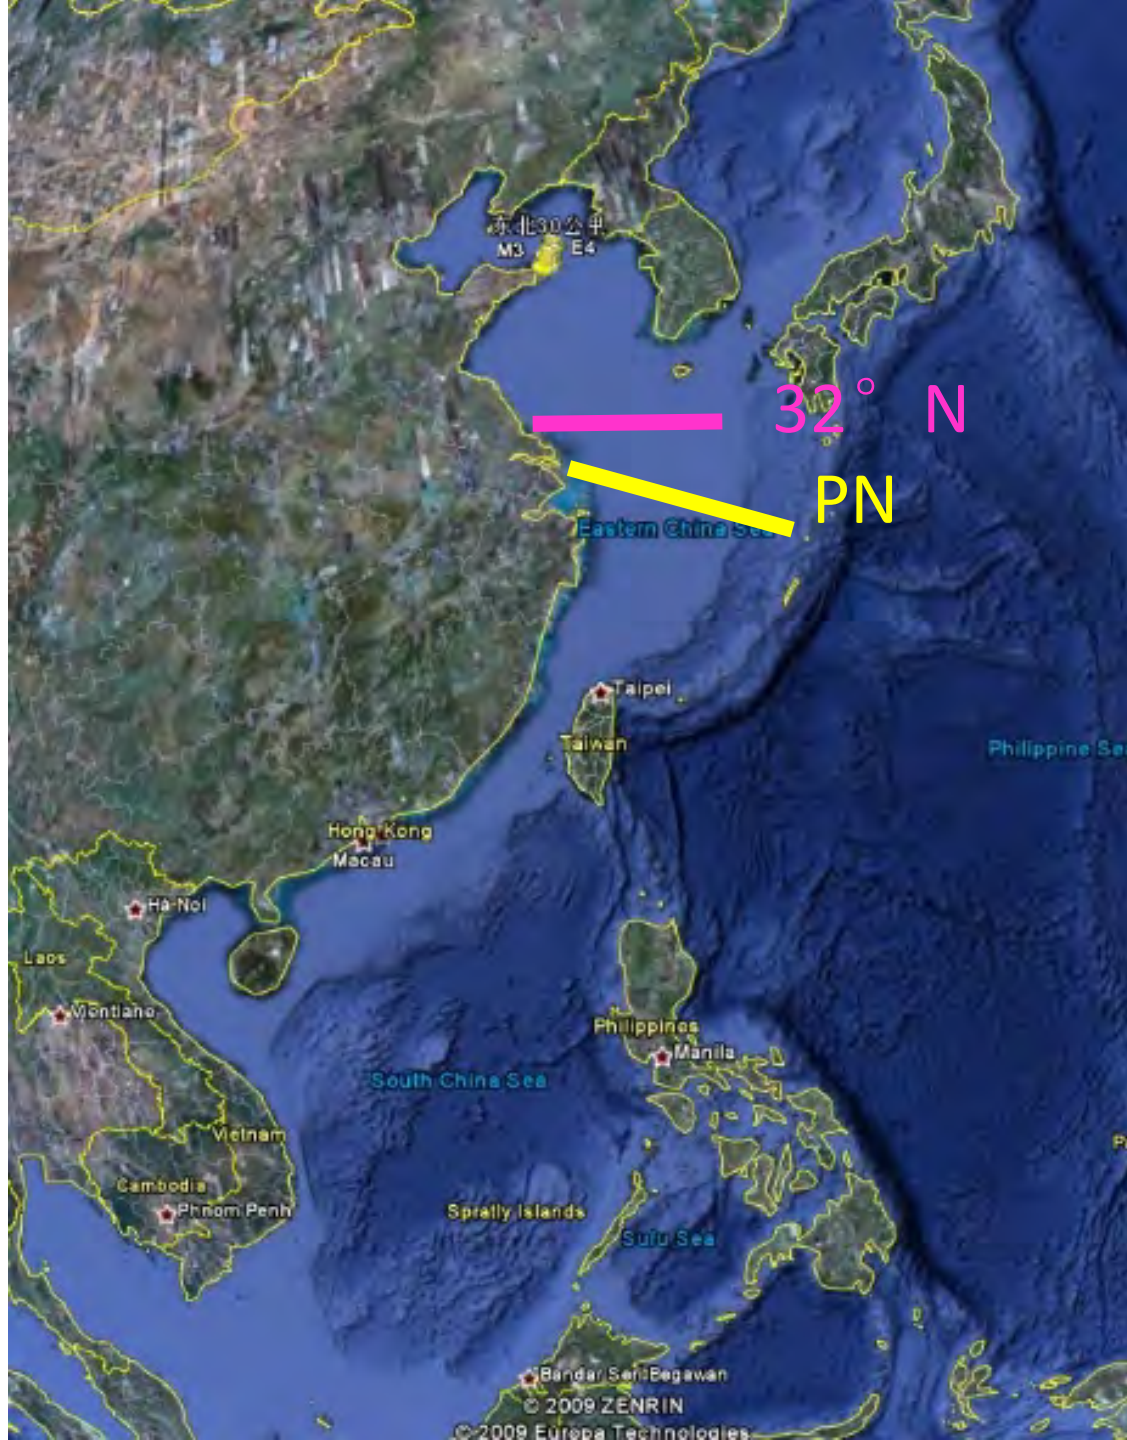 东北30公里
M3
E4
32° N
PN
Eastern China Sea
Taipei
Taiwan
Philippine Se
Hong Kong
Macau
Ha-Noi
Laos
Vientiane
Philippines
Manila
South China Sea
Vietnam
Cambodia
Phnom Penh
Spratly Islands
Sulu Sea
Bandar Seri Begawan
© 2009 ZENRIN
© 2009 Europa Technologies